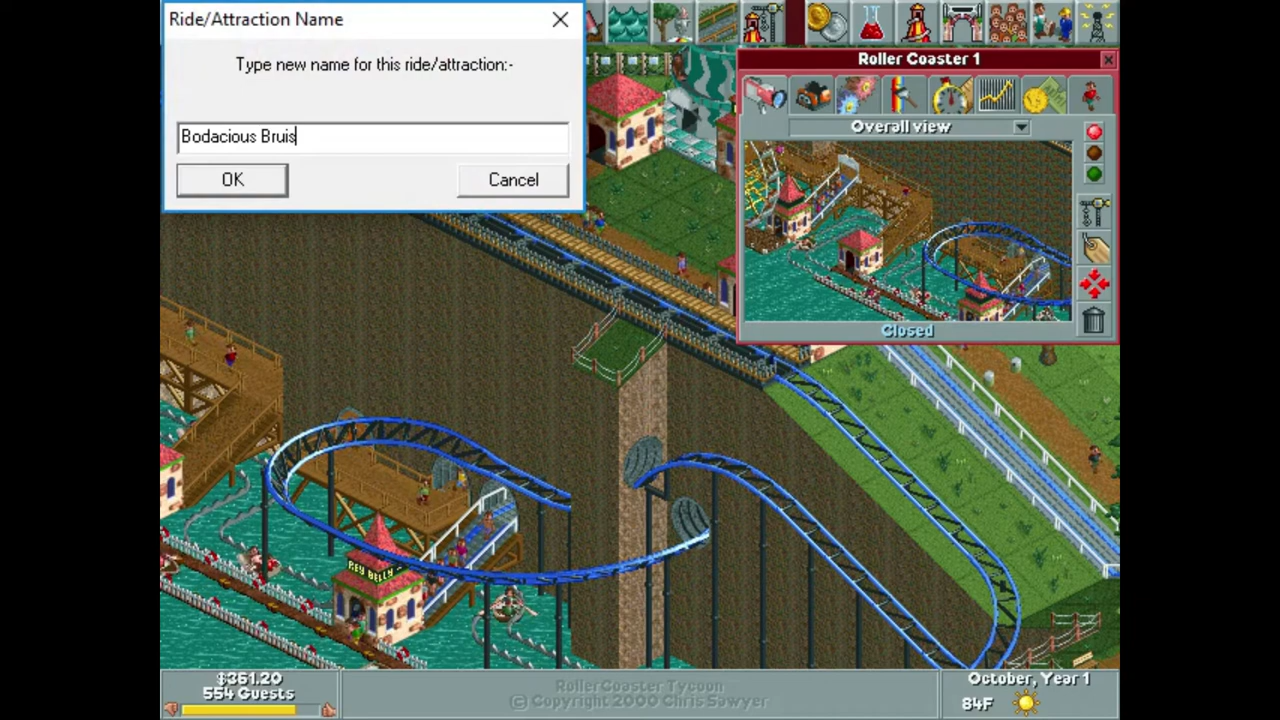 Ride/Attraction Name
Type new name for this ride/attraction:-
Bodacious Bruis
OK
Cancel
Roller Coaster 1
Overall view
Closed
$361.20
554 Guests
RollerCoaster Tycoon
© Copyright 2000 Chris Sawyer
October, Year 1
84F